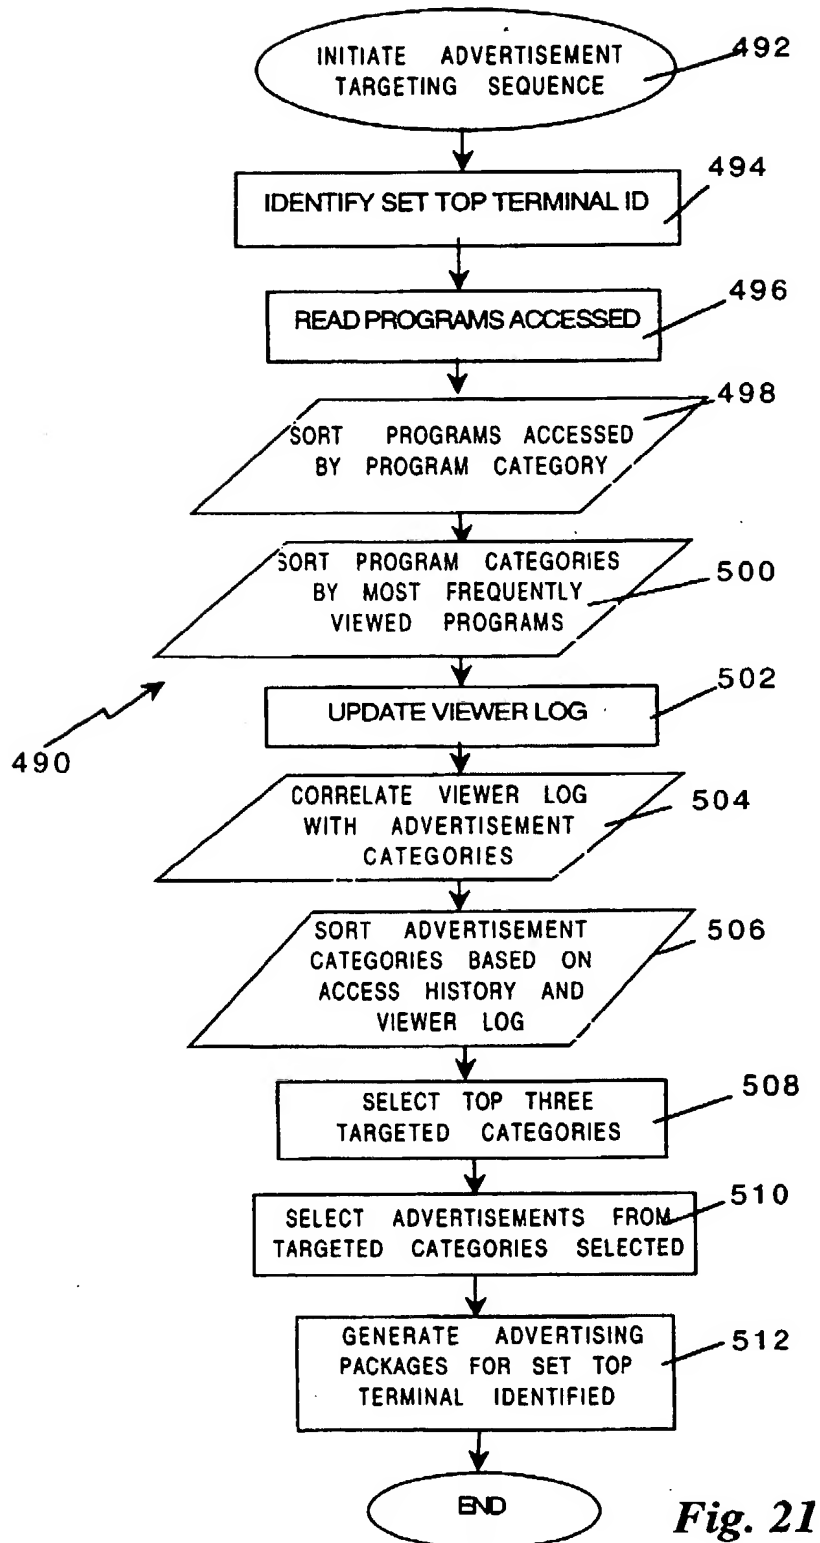 INITIATE ADVERTISEMENT
TARGETING SEQUENCE
492
494
IDENTIFY SET TOP TERMINAL ID
496
READ PROGRAMS ACCESSED
498
SORT PROGRAMS ACCESSED
BY PROGRAM CATEGORY
SORT PROGRAM CATEGORIES
BY MOST FREQUENTLY
VIEWED PROGRAMS
500
502
UPDATE VIEWER LOG
490
CORRELATE VIEWER LOG
WITH ADVERTISEMENT
CATEGORIES
504
SORT ADVERTISEMENT
CATEGORIES BASED ON
ACCESS HISTORY AND
VIEWER LOG
506
508
SELECT TOP THREE
TARGETED CATEGORIES
510
SELECT ADVERTISEMENTS FROM
TARGETED CATEGORIES SELECTED
GENERATE ADVERTISING
PACKAGES FOR SET TOP
TERMINAL IDENTIFIED
512
END
Fig. 21